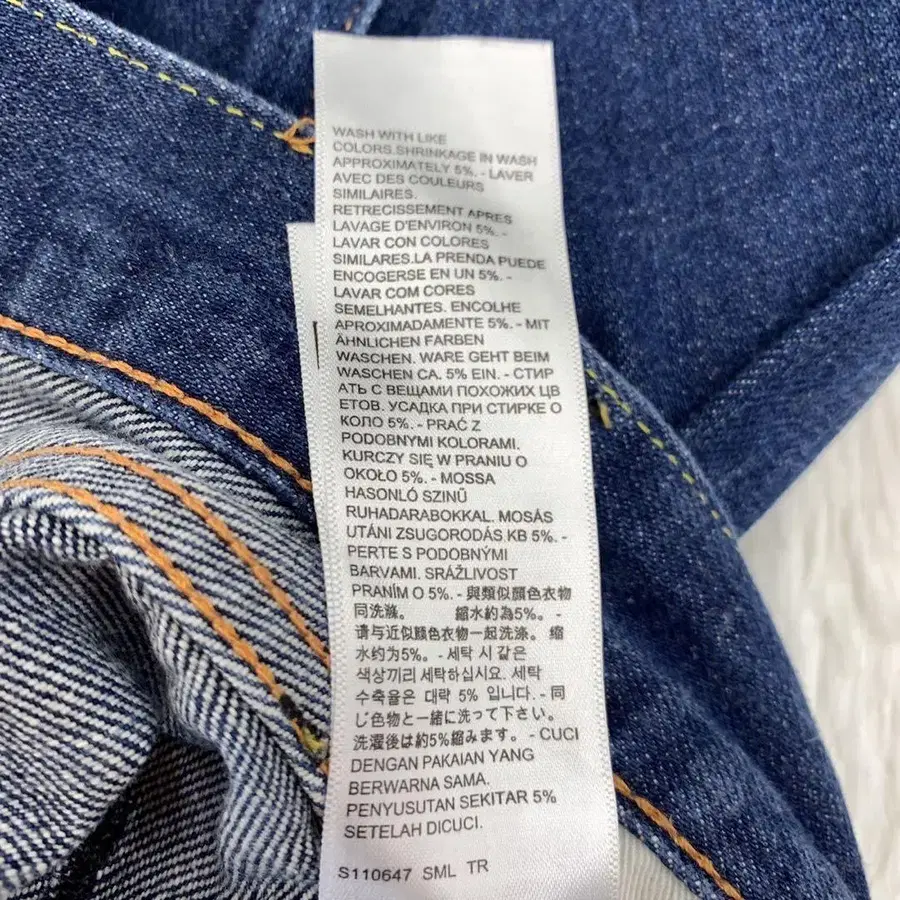 WASH WITH LIKE
COLORS.SHRINKAGE IN WASH
APPROXIMATELY 5%. - LAVER
AVEC DES COULEURS
SIMILAIRES.
RETRECISSEMENT APRES
LAVAGE D'ENVIRON 5%. -
LAVAR CON COLORES
SIMILARES.LA PRENDA PUEDE
ENCOGERSE EN UN 5%. -
LAVAR COM CORES
SEMELHANTES. ENCOLHE
APROXIMADAMENTE 5%. - MIT
ÄHNLICHEN FARBEN
WASCHEN. WARE GEHT BEIM
WASCHEN CA. 5% EIN. - СТИР
АТЬ С ВЕЩАМИ ПОХОЖИХ ЦВ
ЕТОВ. УСАДКА ПРИ СТИРКЕ О
КОЛО 5%. - PRAĆ Z
PODOBNYMI KOLORAMI.
KURCZY SIĘ W PRANIU O
OKOŁO 5%. - MOSSA
HASONLÓ SZINŰ
RUHADARABOKKAL. MOSÁS
UTÁNI ZSUGORODÁS KB 5%. -
PERTE S PODOBNÝMI
BARVAMI. SRÁŽLIVOST
PRANÍM O 5%. - 與類似顏色衣物
同洗滌。 縮水約為5%。 -
请与近似颜色衣物一起洗涤。 缩
水约为5%。 - 세탁 시 같은
색상끼리 세탁하십시요. 세탁
수축율은 대략 5% 입니다. - 同
じ色物と一緒に洗って下さい。
洗濯後は約5%縮みます。 - CUCI
DENGAN PAKAIAN YANG
BERWARNA SAMA.
PENYUSUTAN SEKITAR 5%
SETELAH DICUCI.
S110647 SML TR